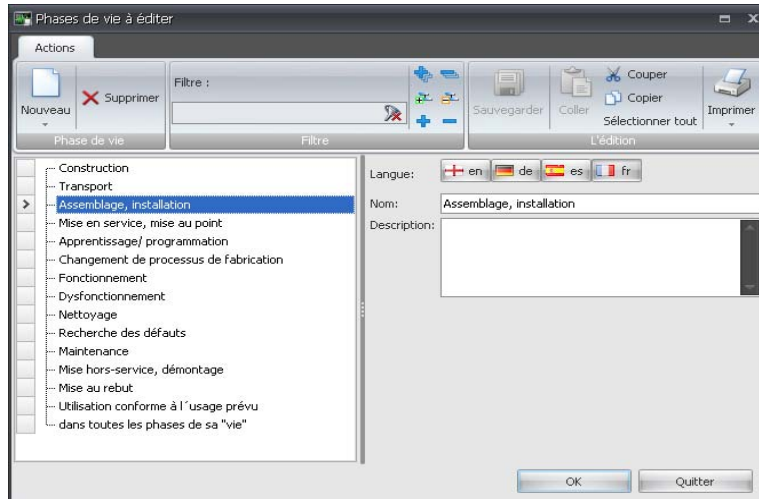 Phases de vie à éditer
Actions
Nouveau
Supprimer
Phase de vie
Filtre :
Filtre
Sauvegarder
Coller
Couper
Copier
Sélectionner tout
L'édition
Imprimer
Construction
Transport
Assemblage, installation
Mise en service, mise au point
Apprentissage/ programmation
Changement de processus de fabrication
Fonctionnement
Dysfonctionnement
Nettoyage
Recherche des défauts
Maintenance
Mise hors-service, démontage
Mise au rebut
Utilisation conforme à l´usage prévu
dans toutes les phases de sa "vie"
Langue: en de es fr
Nom: Assemblage, installation
Description:
OK Quitter